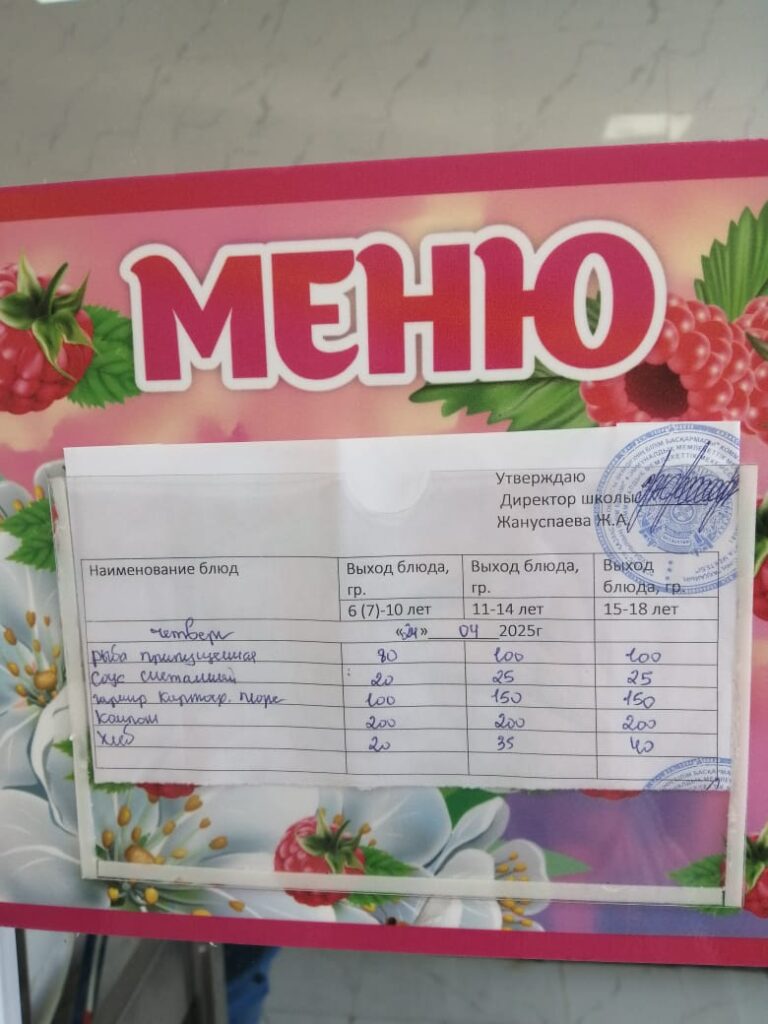 МЕНЮ
Утверждаю
Директор школы
Жануспаева Ж.А.
Наименование блюд Выход блюда, гр. Выход блюда, гр. Выход блюда, гр.
6 (7)-10 лет 11-14 лет 15-18 лет
четверг «24» 04 2025г
рыба припущенная 80 100 100
Соус сметанный 20 25 25
гарнир картоф. пюре 100 150 150
Компот 200 200 200
Хлеб 20 35 40